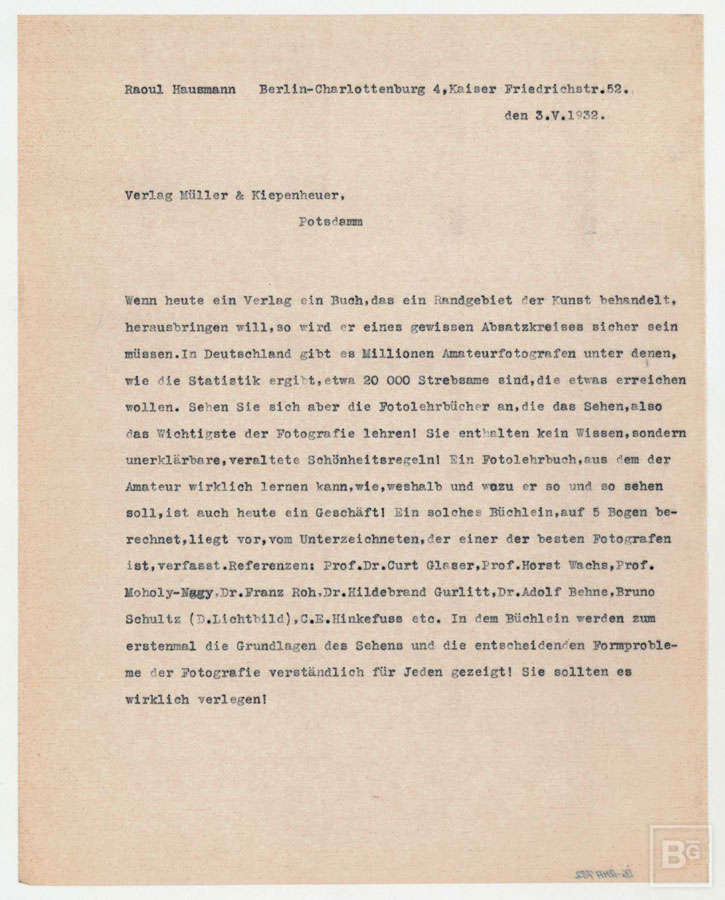 Raoul Hausmann Berlin-Charlottenburg 4,Kaiser Friedrichstr.52.
den 3.V.1932.
Verlag Müller & Kiepenheuer,
Potsdamm
Wenn heute ein Verlag ein Buch,das ein Randgebiet der Kunst behandelt,
herausbringen will,so wird er eines gewissen Absatzkreises sicher sein
müssen.In Deutschland gibt es Millionen Amateurfotografen unter denen,
wie die Statistik ergibt,etwa 20 000 Strebsame sind,die etwas erreichen
wollen. Sehen Sie sich aber die Fotolehrbücher an,die das Sehen,also
das Wichtigste der Fotografie lehren! Sie enthalten kein Wissen,sondern
unerklärbare,veraltete Schönheitsregeln! Ein Fotolehrbuch,aus dem der
Amateur wirklich lernen kann,wie,weshalb und wozu er so und so sehen
soll,ist auch heute ein Geschäft! Ein solches Büchlein,auf 5 Bogen be-
rechnet,liegt vor,vom Unterzeichneten,der einer der besten Fotografen
ist,verfasst.Referenzen: Prof.Dr.Curt Glaser,Prof.Horst Wachs,Prof.
Moholy-Nagy,Dr.Franz Roh,Dr.Hildebrand Gurlitt,Dr.Adolf Behne,Bruno
Schultz (D.Lichtbild),C.E.Hinkefuss etc. In dem Büchlein werden zum
erstenmal die Grundlagen des Sehens und die entscheidenden Formproble-
me der Fotografie verständlich für Jeden gezeigt! Sie sollten es
wirklich verlegen!
BG